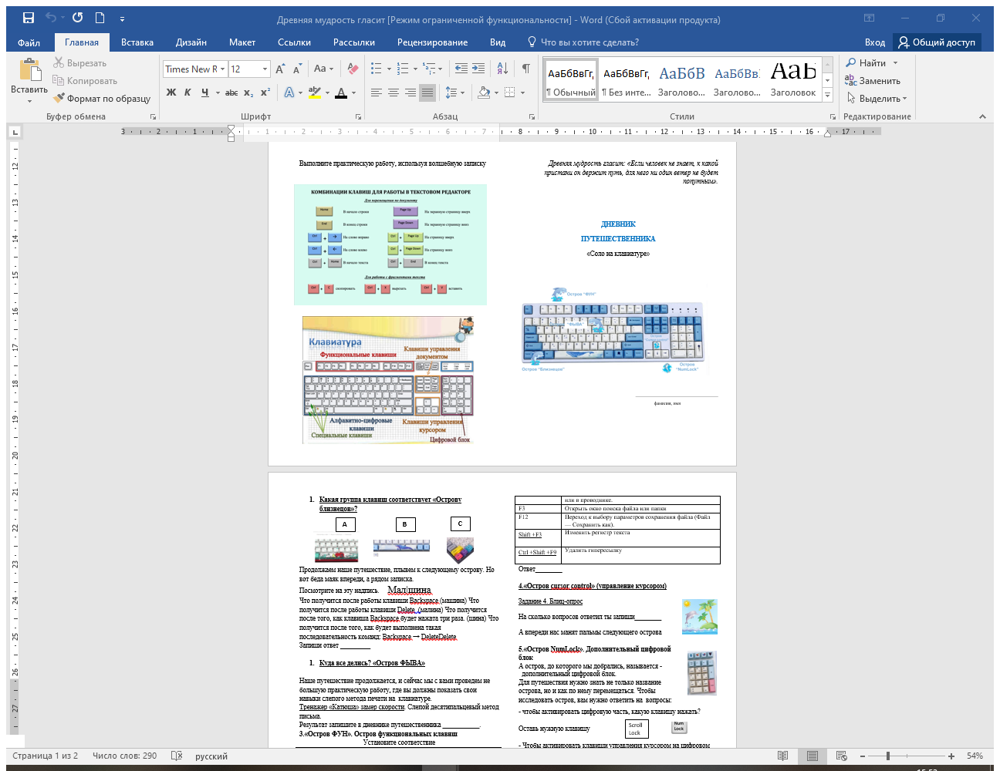 Древняя мудрость гласит [Режим ограниченной функциональности] - Word (Сбой активации продукта)
Файл Главная Вставка Дизайн Макет Ссылки Рассылки Рецензирование Вид Что вы хотите сделать? Вход Общий доступ
Вставить
Вырезать
Копировать
Формат по образцу
Буфер обмена
Times New R 12
Ж К Ч abc x₂ x²
Шрифт
Абзац
АаБбВвГг, АаБбВвГг, АаБбВ АаБбВв АаБ
¶ Обычный ¶ Без инте... Заголово... Заголово... Заголовок
Стили
Найти
Заменить
Выделить
Редактирование
Выполните практическую работу, используя волшебную записку
КОМБИНАЦИИ КЛАВИШ ДЛЯ РАБОТЫ В ТЕКСТОВОМ РЕДАКТОРЕ
Для перемещения по документу
Home В начало строки Page Up На экранную страницу вверх
End В конец строки Page Down На экранную страницу вниз
Ctrl + → На слово вправо Ctrl + Page Up На страницу вверх
Ctrl + ← На слово влево Ctrl + Page Down На страницу вниз
Ctrl + Home В начало текста Ctrl + End В конец текста
Для работы с фрагментами текста
Ctrl + C скопировать Ctrl + X вырезать Ctrl + V вставить
Клавиатура
Функциональные клавиши
Клавиши управления
документом
Алфавитно-цифровые
клавиши
Специальные клавиши
Клавиши управления
курсором
Цифровой блок
Древняя мудрость гласит: «Если человек не знает, к какой
пристани он держит путь, для него ни один ветер не будет
попутным».
ДНЕВНИК
ПУТЕШЕСТВЕННИКА
«Соло на клавиатуре»
Остров "ФУН"
"ФЫВА"
Остров "Близнецов"
Остров
"NumLock"
фамилия, имя
1. Какая группа клавиш соответствует «Острову
близнецов»?
A B C
Продолжаем наше путешествие, плывем к следующему острову. Но
вот беда маяк впереди, а рядом записка.
Посмотрите на эту надпись. Мал|шина
Что получится после работы клавиши Backspace (машина) Что
получится после работы клавиши Delete (малина) Что получится
после того, как клавиша Backspace будет нажата три раза. (шина) Что
получится после того, как будет выполнена такая
последовательность команд: Backspace → DeleteDelete
Запиши ответ ________
1. Куда все делись? «Остров ФЫВА»
Наше путешествие продолжается, и сейчас мы с вами проведем не
большую практическую работу, где вы должны показать свои
навыки слепого метода печати на клавиатуре.
Тренажер «Катюша» замер скорости. Слепой десятипальцевый метод
письма.
Результат запишите в дневнике путешественника ___________.
3.«Остров ФУН». Остров функциональных клавиш
Установите соответствие
или в проводнике.
F3 Открыть окно поиска файла или папки
F12 Переход к выбору параметров сохранения файла (Файл
— Сохранить как).
Shift +F3 Изменить регистр текста
Ctrl +Shift +F9 Удалить гиперссылку
Ответ________
4.«Остров cursor control» (управление курсором)
Задание 4. Блиц-опрос
На сколько вопросов ответил ты запиши________
А впереди нас манят пальмы следующего острова
5.«Остров NumLock». Дополнительный цифровой
блок
А остров, до которого мы добрались, называется -
дополнительный цифровой блок.
Для путешествия нужно знать не только название
острова, но и как по нему перемещаться. Чтобы
исследовать остров, вам нужно ответить на вопросы:
- чтобы активировать цифровую часть, какую клавишу нажать?
Оставь нужную клавишу
Scroll
Lock
Num
Lock
- Чтобы активировать клавиши управления курсором на цифровом
Страница 1 из 2 Число слов: 290 русский 54%